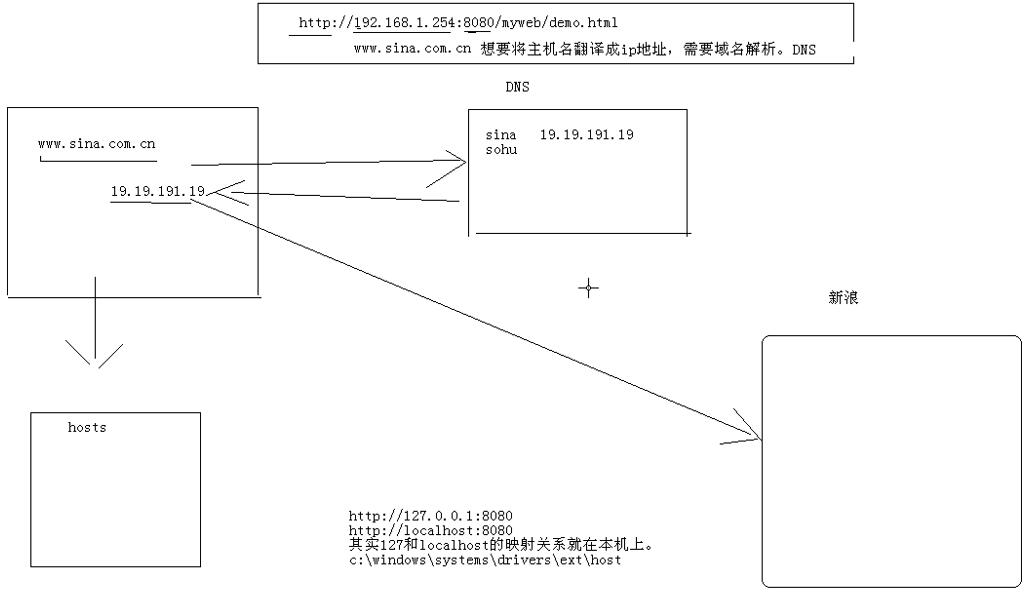 http://192.168.1.254:8080/myweb/demo.html
www.sina.com.cn 想要将主机名翻译成ip地址，需要域名解析。DNS
DNS
www.sina.com.cn
19.19.191.19
sina 19.19.191.19
sohu
新浪
hosts
http://127.0.0.1:8080
http://localhost:8080
其实127和localhost的映射关系就在本机上。
c:\windows\systems\drivers\ext\host